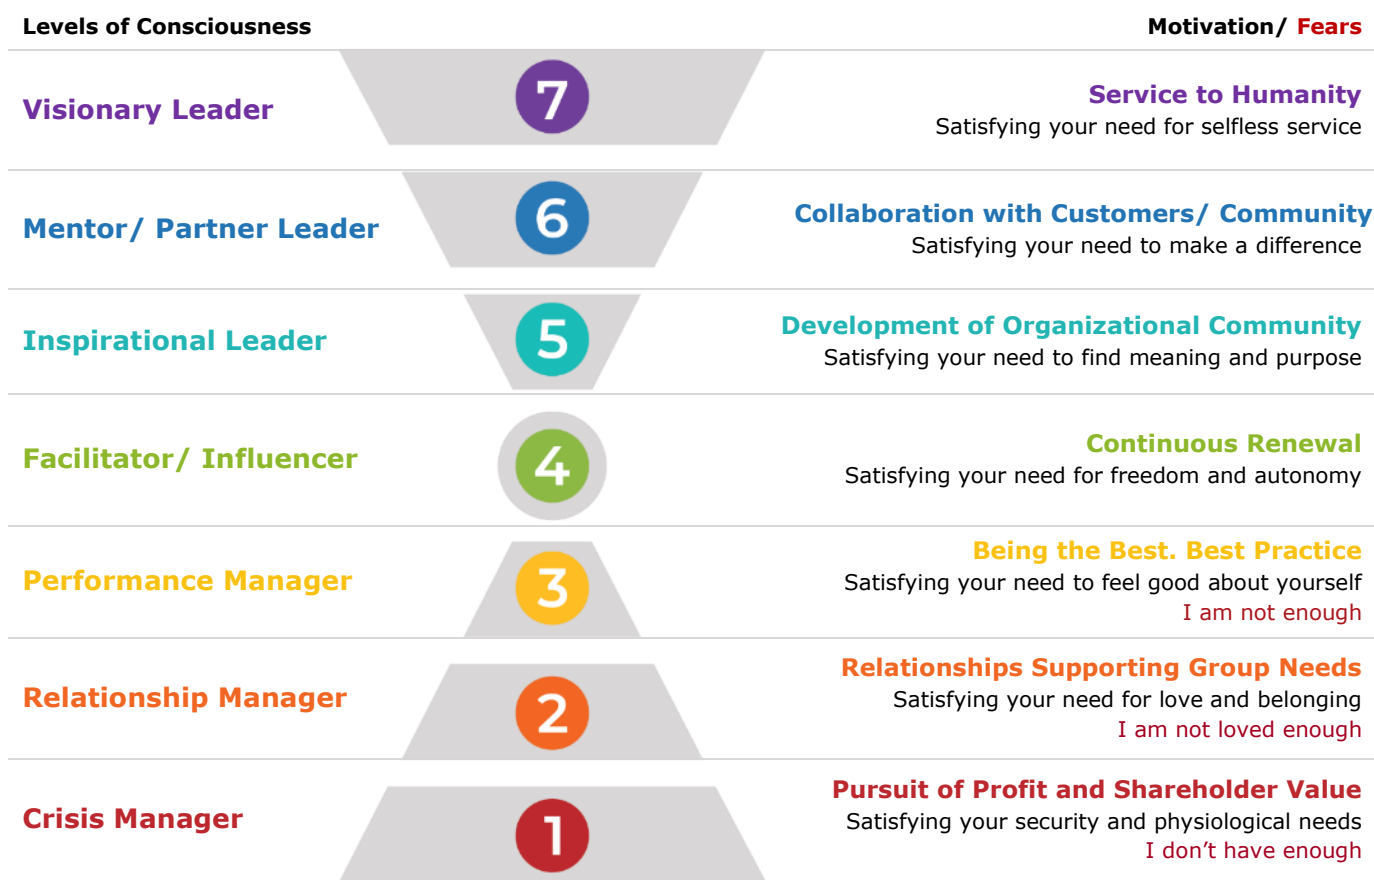 Levels of Consciousness
Motivation/ Fears
Visionary Leader
7
Service to Humanity
Satisfying your need for selfless service
Mentor/ Partner Leader
6
Collaboration with Customers/ Community
Satisfying your need to make a difference
Inspirational Leader
5
Development of Organizational Community
Satisfying your need to find meaning and purpose
Facilitator/ Influencer
4
Continuous Renewal
Satisfying your need for freedom and autonomy
Performance Manager
3
Being the Best. Best Practice
Satisfying your need to feel good about yourself
I am not enough
Relationship Manager
2
Relationships Supporting Group Needs
Satisfying your need for love and belonging
I am not loved enough
Crisis Manager
1
Pursuit of Profit and Shareholder Value
Satisfying your security and physiological needs
I don’t have enough